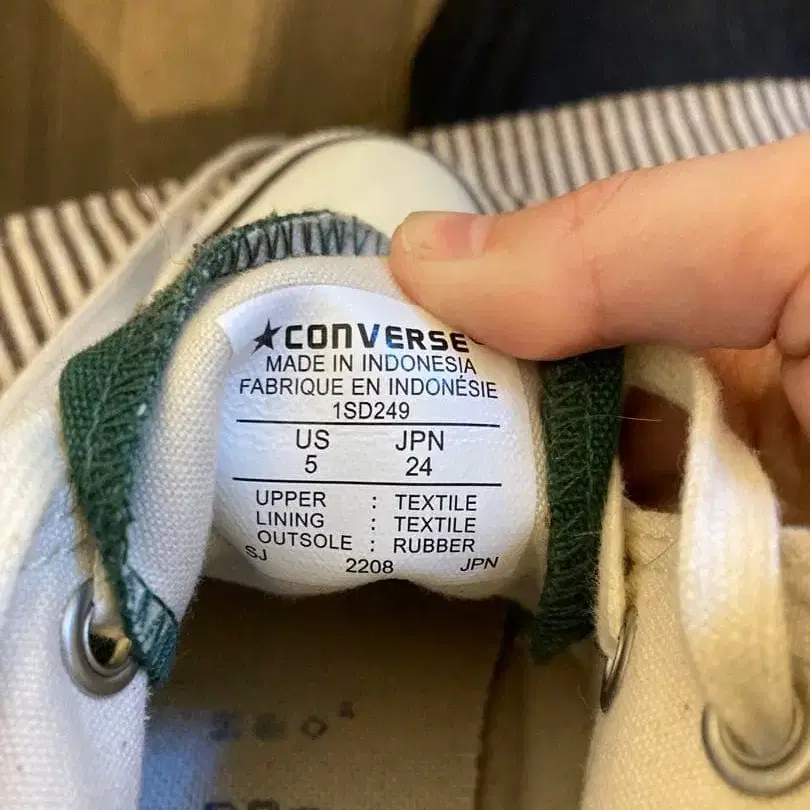 ★CONVERSE
MADE IN INDONESIA
FABRIQUE EN INDONÉSIE
1SD249
US JPN
5 24
UPPER : TEXTILE
LINING : TEXTILE
OUTSOLE : RUBBER
SJ 2208 JPN